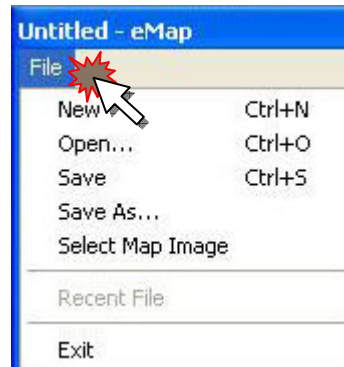 Untitled - eMap
File
New Ctrl+N
Open... Ctrl+O
Save Ctrl+S
Save As...
Select Map Image
Recent File
Exit